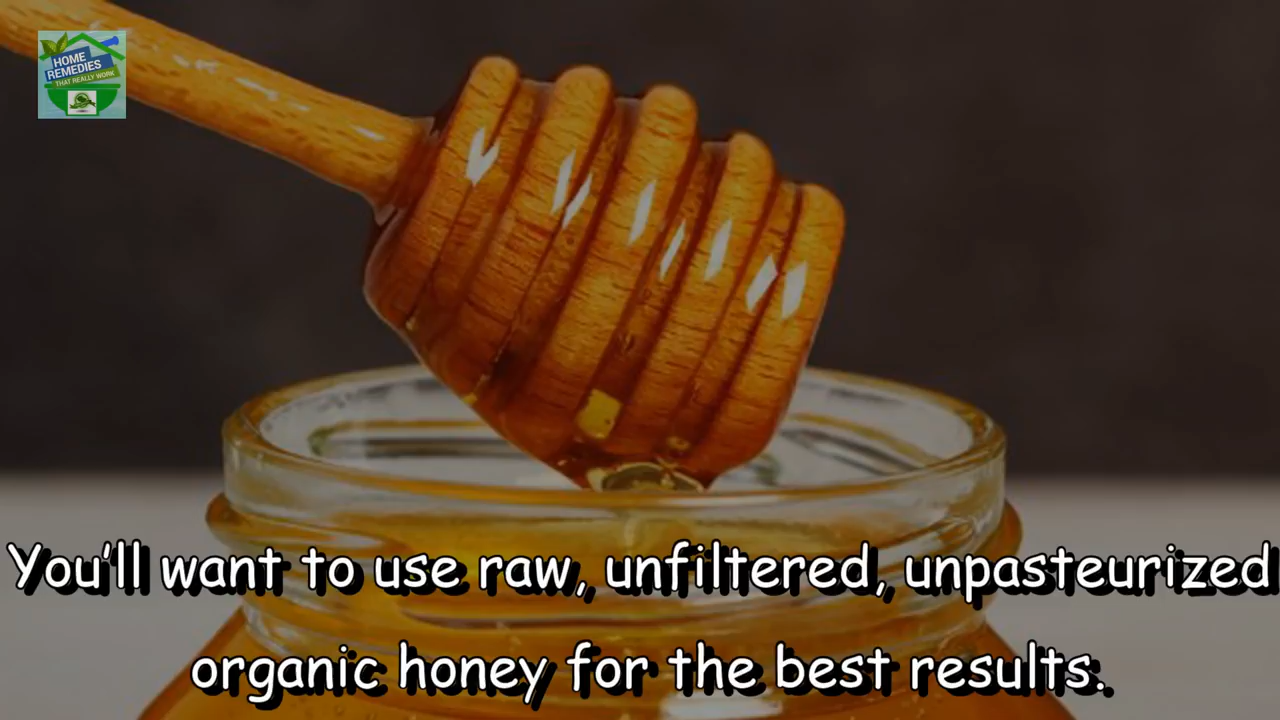 HOME
REMEDIES
THAT REALLY WORK
You'll want to use raw, unfiltered, unpasteurized
organic honey for the best results.